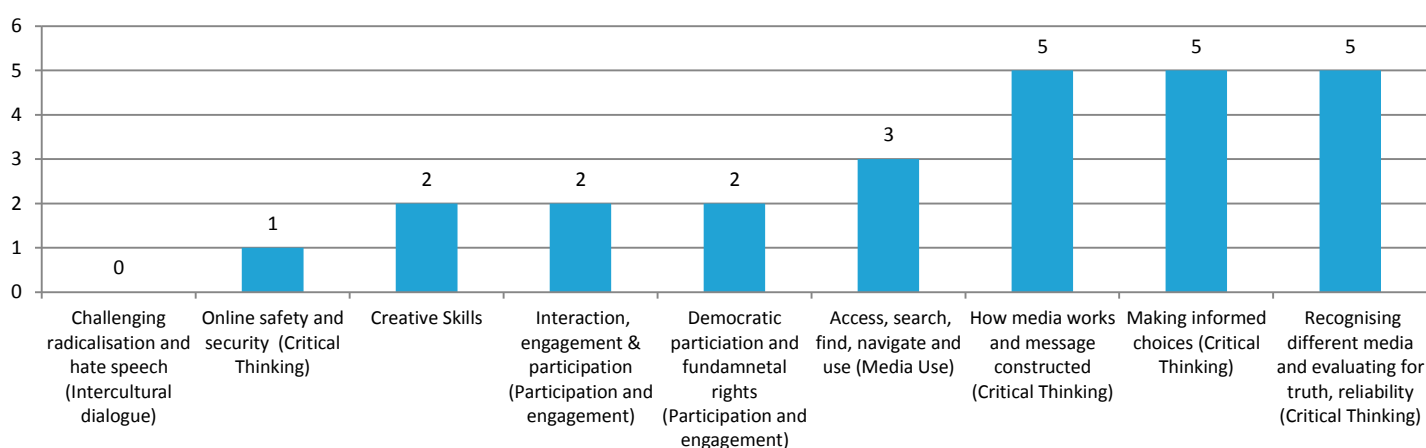 6
5
4
3
2
1
0
0
1
2
2
2
3
5
5
5
Challenging
radicalisation and
hate speech
(Intercultural
dialogue)
Online safety and
security (Critical
Thinking)
Creative Skills
Interaction,
engagement &
participation
(Participation and
engagement)
Democratic
particiation and
fundamnetal
rights
(Participation and
engagement)
Access, search,
find, navigate and
use (Media Use)
How media works
and message
constructed
(Critical Thinking)
Making informed
choices (Critical
Thinking)
Recognising
different media
and evaluating for
truth, reliability
(Critical Thinking)